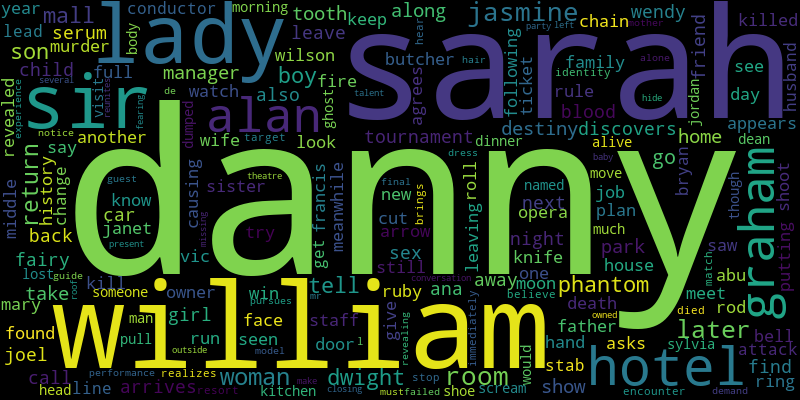 year mall conductor morning lady tooth keep along jasmine wendy chain killed
lead serum body sarah
son murder wilson leave butcher agrees hear hair party left mother alone friend husband
child full manager boy fire following ticket family identity see
revealed experience several sir visit watch also ghost rule day
de reunites fearing dumped alan look talent blood hide jordan appears
notice another target tournament destiny discovers home dean
return say history change wife dinner dress alive go bryan
middle know guest theatre causing sister francis final new named job move though shoot
car janet present try missing meanwhile cut arrow brings roll leaving next opera plan much putting
back vic get sex night park saw graham
fairy danny still knife one house match abu
lost guide kill conversation away moon phantom
take roof owner pursues win tell mr ruby ana believe owned died meet rod
mary someone william give death later
found man girl face staff revealing immediately father asks sylvia bell
joel pull run seen door l would hand hotel attack
outside realizes woman model dwight room stab find
call line arrives resort make stop scream show encounter demand ring
head performance kitchen closing must failed shoe